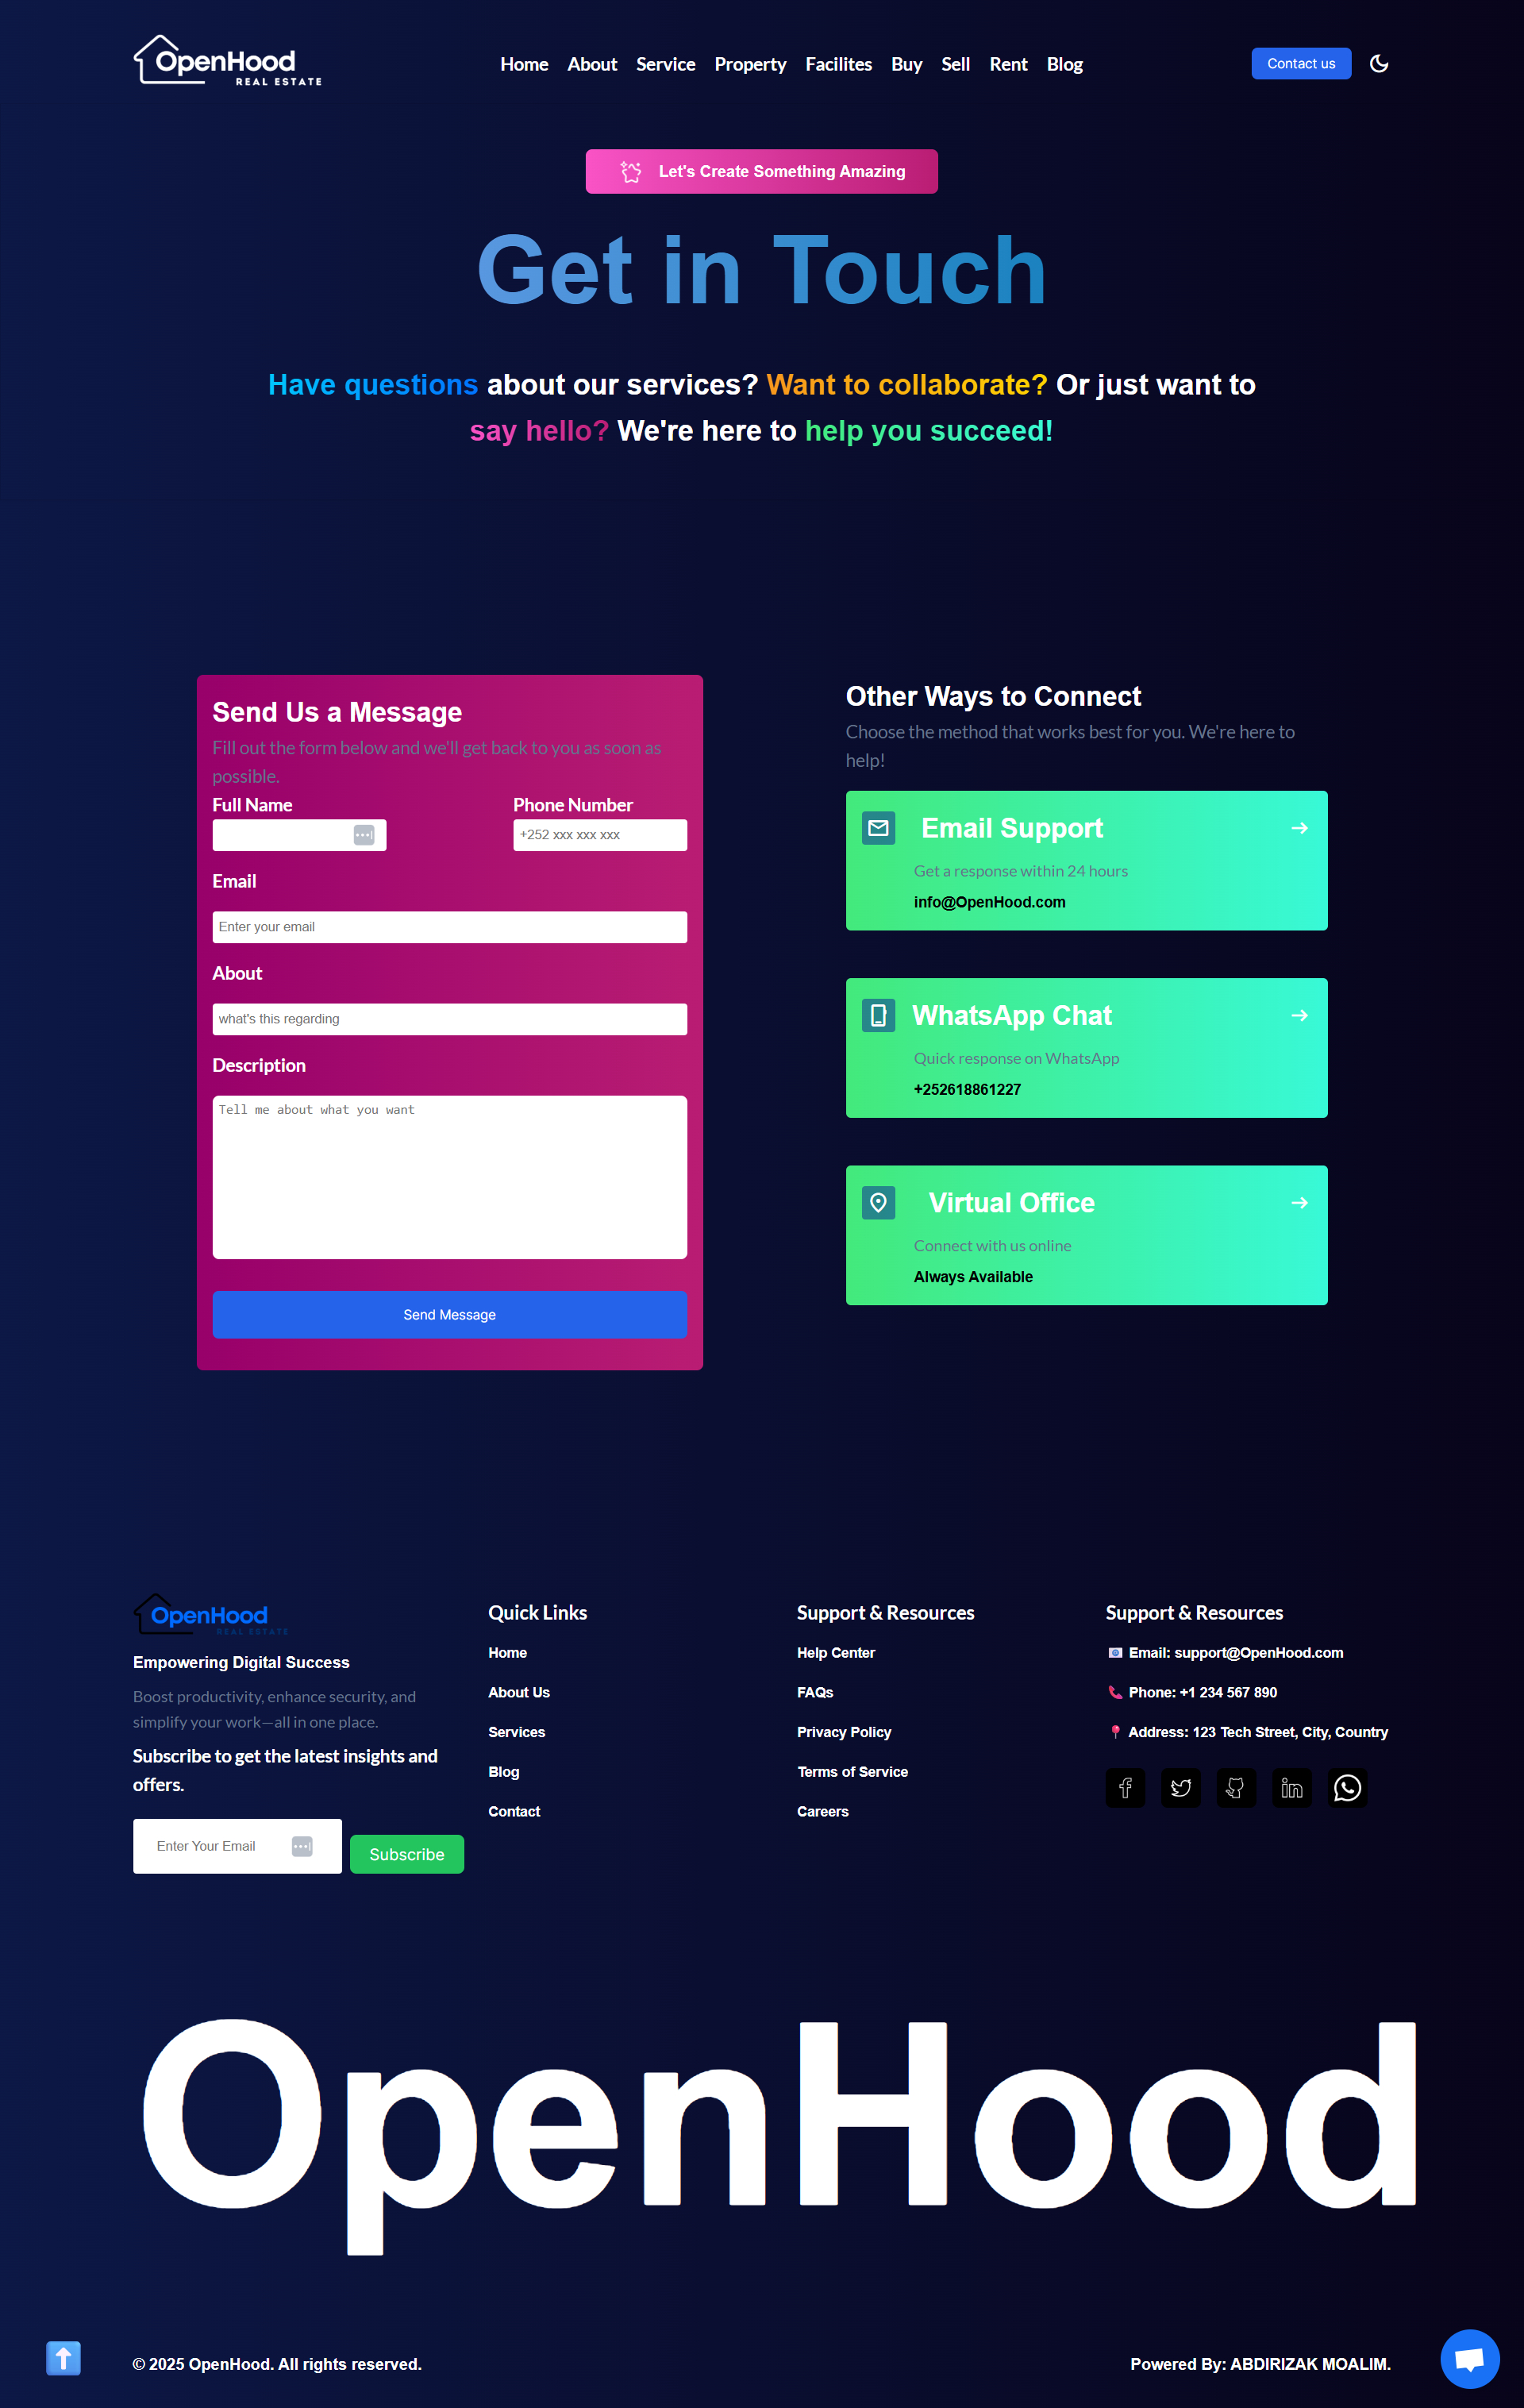 OpenHood
REAL ESTATE
Home About Service Property Facilites Buy Sell Rent Blog
Contact us
Let's Create Something Amazing
Get in Touch
Have questions about our services? Want to collaborate? Or just want to
say hello? We're here to help you succeed!
Send Us a Message
Fill out the form below and we'll get back to you as soon as
possible.
Full Name
Phone Number
+252 xxx xxx xxx
Email
Enter your email
About
what's this regarding
Description
Tell me about what you want
Send Message
Other Ways to Connect
Choose the method that works best for you. We're here to
help!
Email Support
Get a response within 24 hours
info@OpenHood.com
WhatsApp Chat
Quick response on WhatsApp
+252618861227
Virtual Office
Connect with us online
Always Available
OpenHood
REAL ESTATE
Empowering Digital Success
Boost productivity, enhance security, and
simplify your work—all in one place.
Subscribe to get the latest insights and
offers.
Enter Your Email
Subscribe
Quick Links
Home
About Us
Services
Blog
Contact
Support & Resources
Help Center
FAQs
Privacy Policy
Terms of Service
Careers
Support & Resources
📧 Email: support@OpenHood.com
📞 Phone: +1 234 567 890
📍 Address: 123 Tech Street, City, Country
OpenHood
© 2025 OpenHood. All rights reserved.
Powered By: ABDIRIZAK MOALIM.